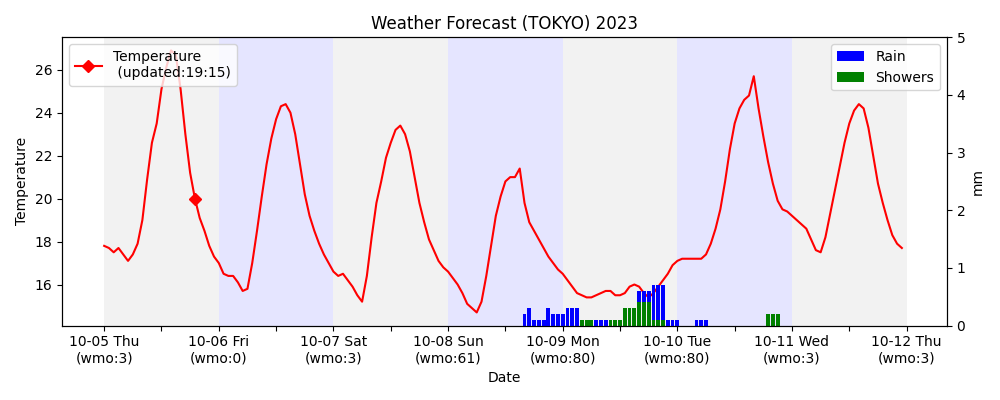 Weather Forecast (TOKYO) 2023
Temperature
(updated:19:15)
Rain
Showers
Temperature
26
24
22
20
18
16
5
4
3
2
1
0
mm
10-05 Thu
(wmo:3)
10-06 Fri
(wmo:0)
10-07 Sat
(wmo:3)
10-08 Sun
(wmo:61)
10-09 Mon
(wmo:80)
10-10 Tue
(wmo:80)
10-11 Wed
(wmo:3)
10-12 Thu
(wmo:3)
Date